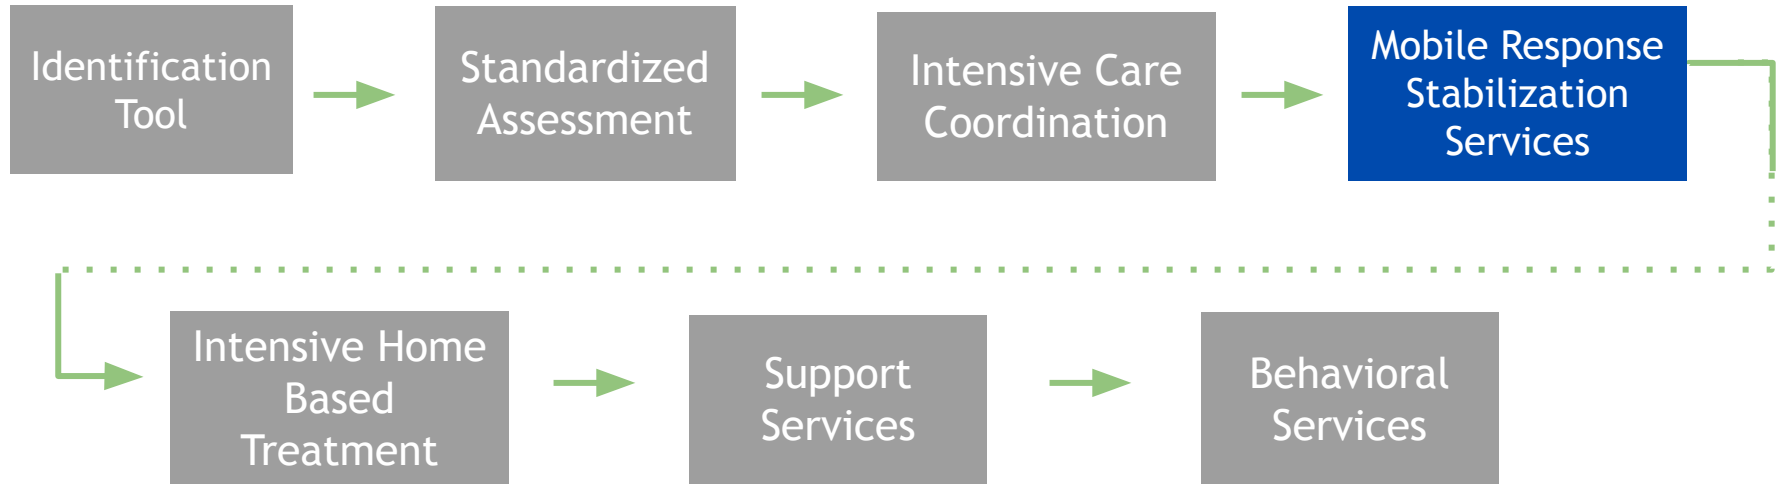 Identification
Tool
Standardized
Assessment
Intensive Care
Coordination
Mobile Response
Stabilization
Services
Intensive Home
Based
Treatment
Support
Services
Behavioral
Services